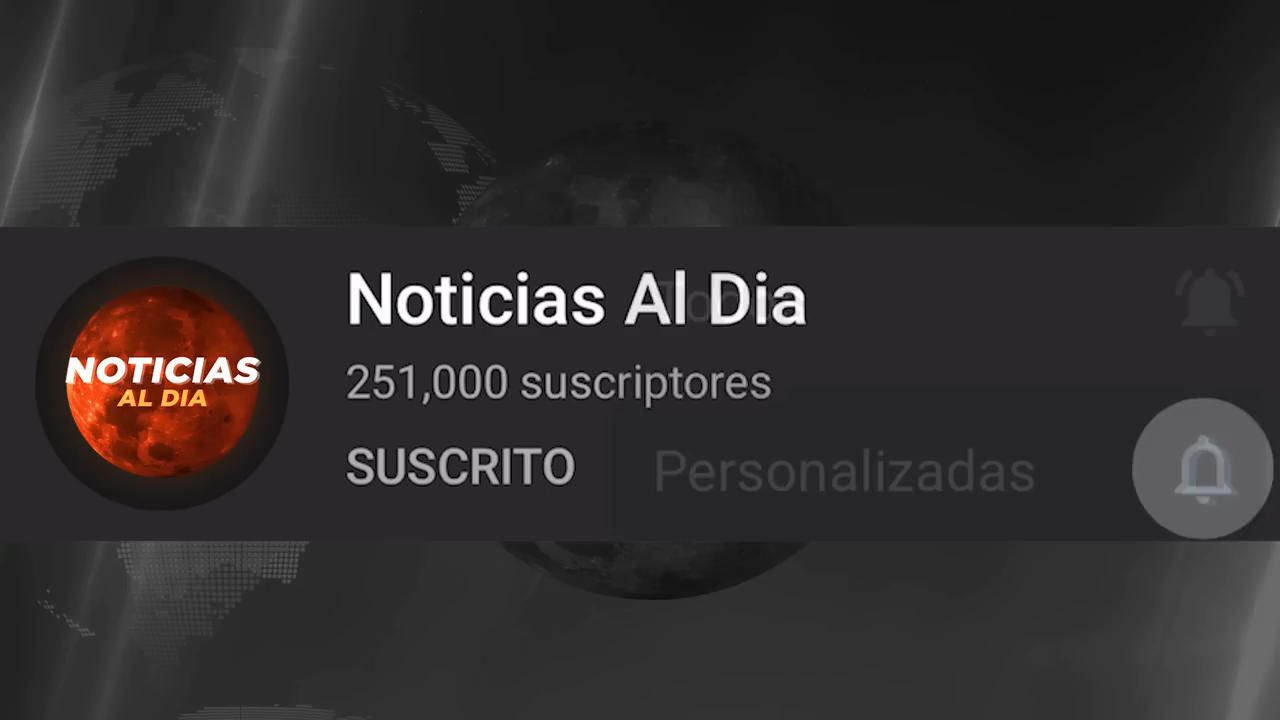 NOTICIAS
AL DIA
Noticias Al Dia
251,000 suscriptores
SUSCRITO
Personalizadas